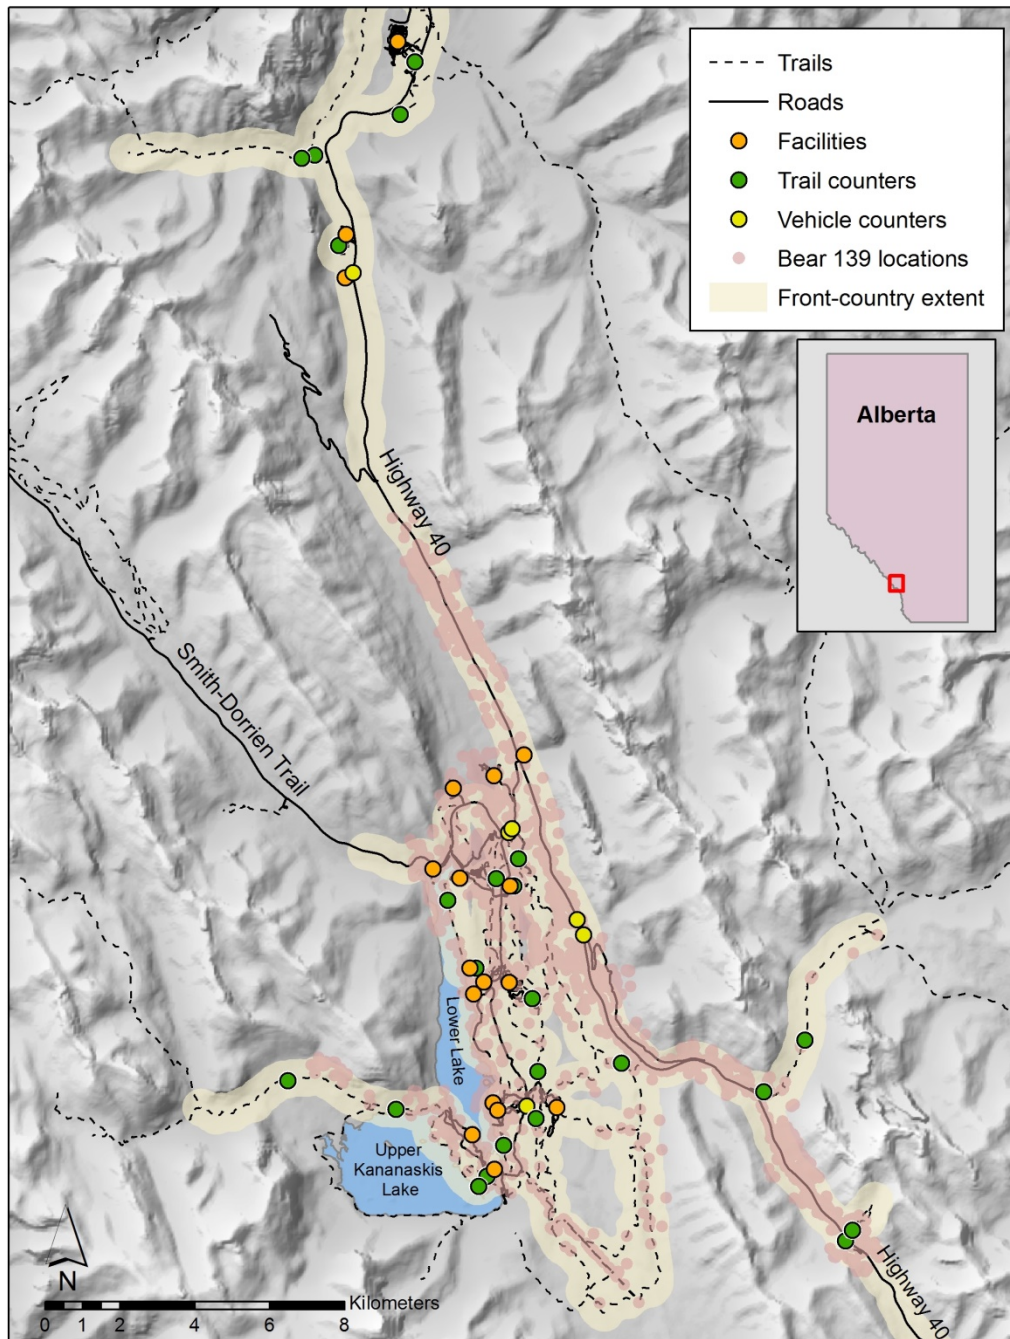 Trails
Roads
Facilities
Trail counters
Vehicle counters
Bear 139 locations
Front-country extent
Alberta
Highway 40
Smith-Dorrien Trail
Lower Lake
Upper
Kananaskis
Lake
Highway 40
N
Kilometers
0 1 2 4 6 8